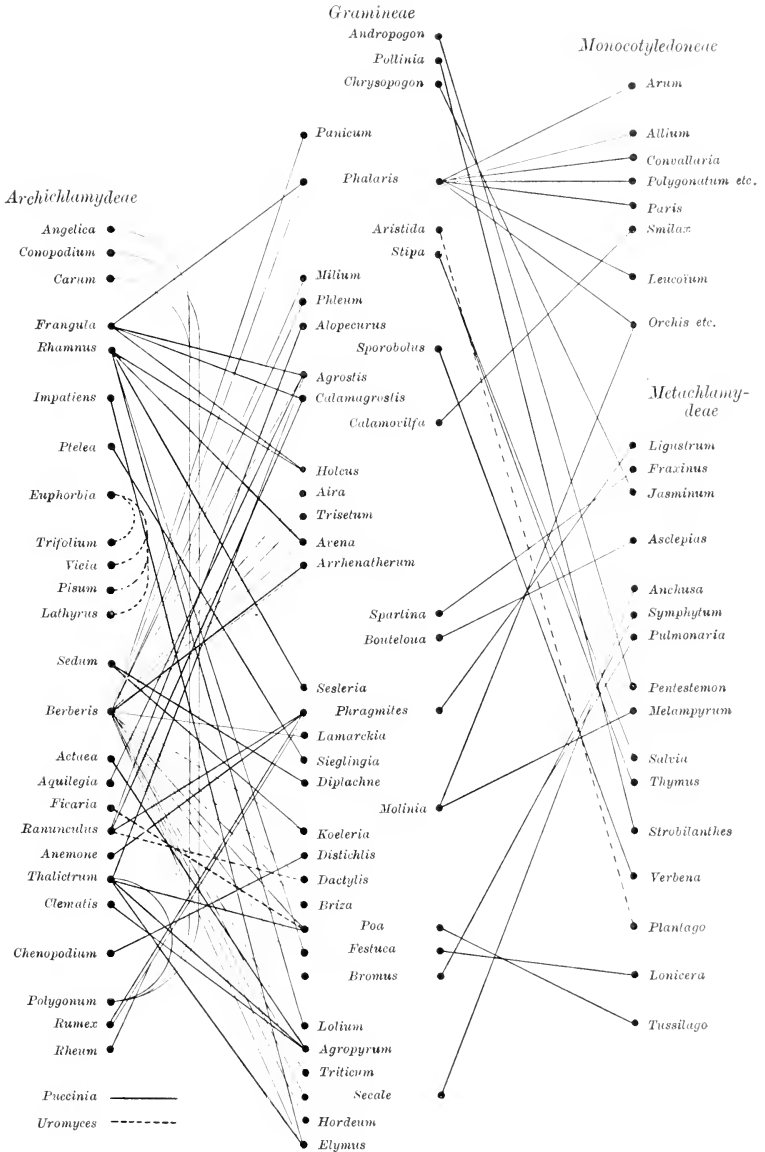 Gramineae
Andropogon
Pollinia
Chrysopogon
Panicum
Phalaris
Aristida
Stipa
Milium
Phleum
Alopecurus
Sporobolus
Agrostis
Calamagrostis
Calamovilfa
Holcus
Aira
Trisetum
Avena
Arrhenatherum
Spartina
Bouteloua
Sesleria
Phragmites
Lamarckia
Sieglingia
Diplachne
Molinia
Koeleria
Distichlis
Dactylis
Briza
Poa
Festuca
Bromus
Lolium
Agropyrum
Triticum
Secale
Hordeum
Elymus
Archichlamydeae
Angelica
Conopodium
Carum
Frangula
Rhamnus
Impatiens
Ptelea
Euphorbia
Trifolium
Vicia
Pisum
Lathyrus
Sedum
Berberis
Actaea
Aquilegia
Ficaria
Ranunculus
Anemone
Thalictrum
Clematis
Chenopodium
Polygonum
Rumex
Rheum
Puccinia
Uromyces
Monocotyledoneae
Arum
Allium
Convallaria
Polygonatum etc.
Paris
Smilax
Leucoïum
Orchis etc.
Metachlamy-
deae
Ligustrum
Fraxinus
Jasminum
Asclepias
Anchusa
Symphytum
Pulmonaria
Pentestemon
Melampyrum
Salvia
Thymus
Strobilanthes
Verbena
Plantago
Lonicera
Tussilago